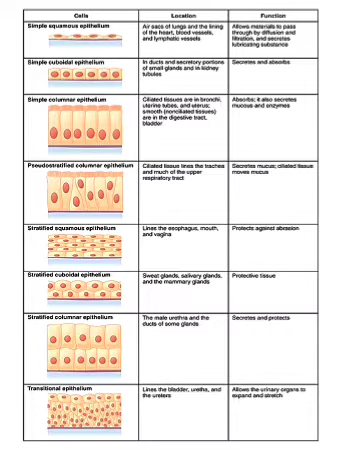 Cells
Location
Function
Simple squamous epithelium
Air sacs of lungs and the lining
of the heart, blood vessels,
and lymphatic vessels
Allows materials to pass
through by diffusion and
filtration, and secretes
lubricating substance
Simple cuboidal epithelium
In ducts and secretory portions
of small glands and in kidney
tubules
Secretes and absorbs
Simple columnar epithelium
Ciliated tissues are in bronchi,
uterine tubes, and uterus;
smooth (nonciliated tissues)
are in the digestive tract,
bladder
Absorbs; it also secretes
mucous and enzymes
Pseudostratified columnar epithelium
Ciliated tissue lines the trachea
and much of the upper
respiratory tract
Secretes mucus; ciliated tissue
moves mucus
Stratified squamous epithelium
Lines the esophagus, mouth,
and vagina
Protects against abrasion
Stratified cuboidal epithelium
Sweat glands, salivary glands,
and the mammary glands
Protective tissue
Stratified columnar epithelium
The male urethra and the
ducts of some glands
Secretes and protects
Transitional epithelium
Lines the bladder, uretha, and
the ureters
Allows the urinary organs to
expand and stretch